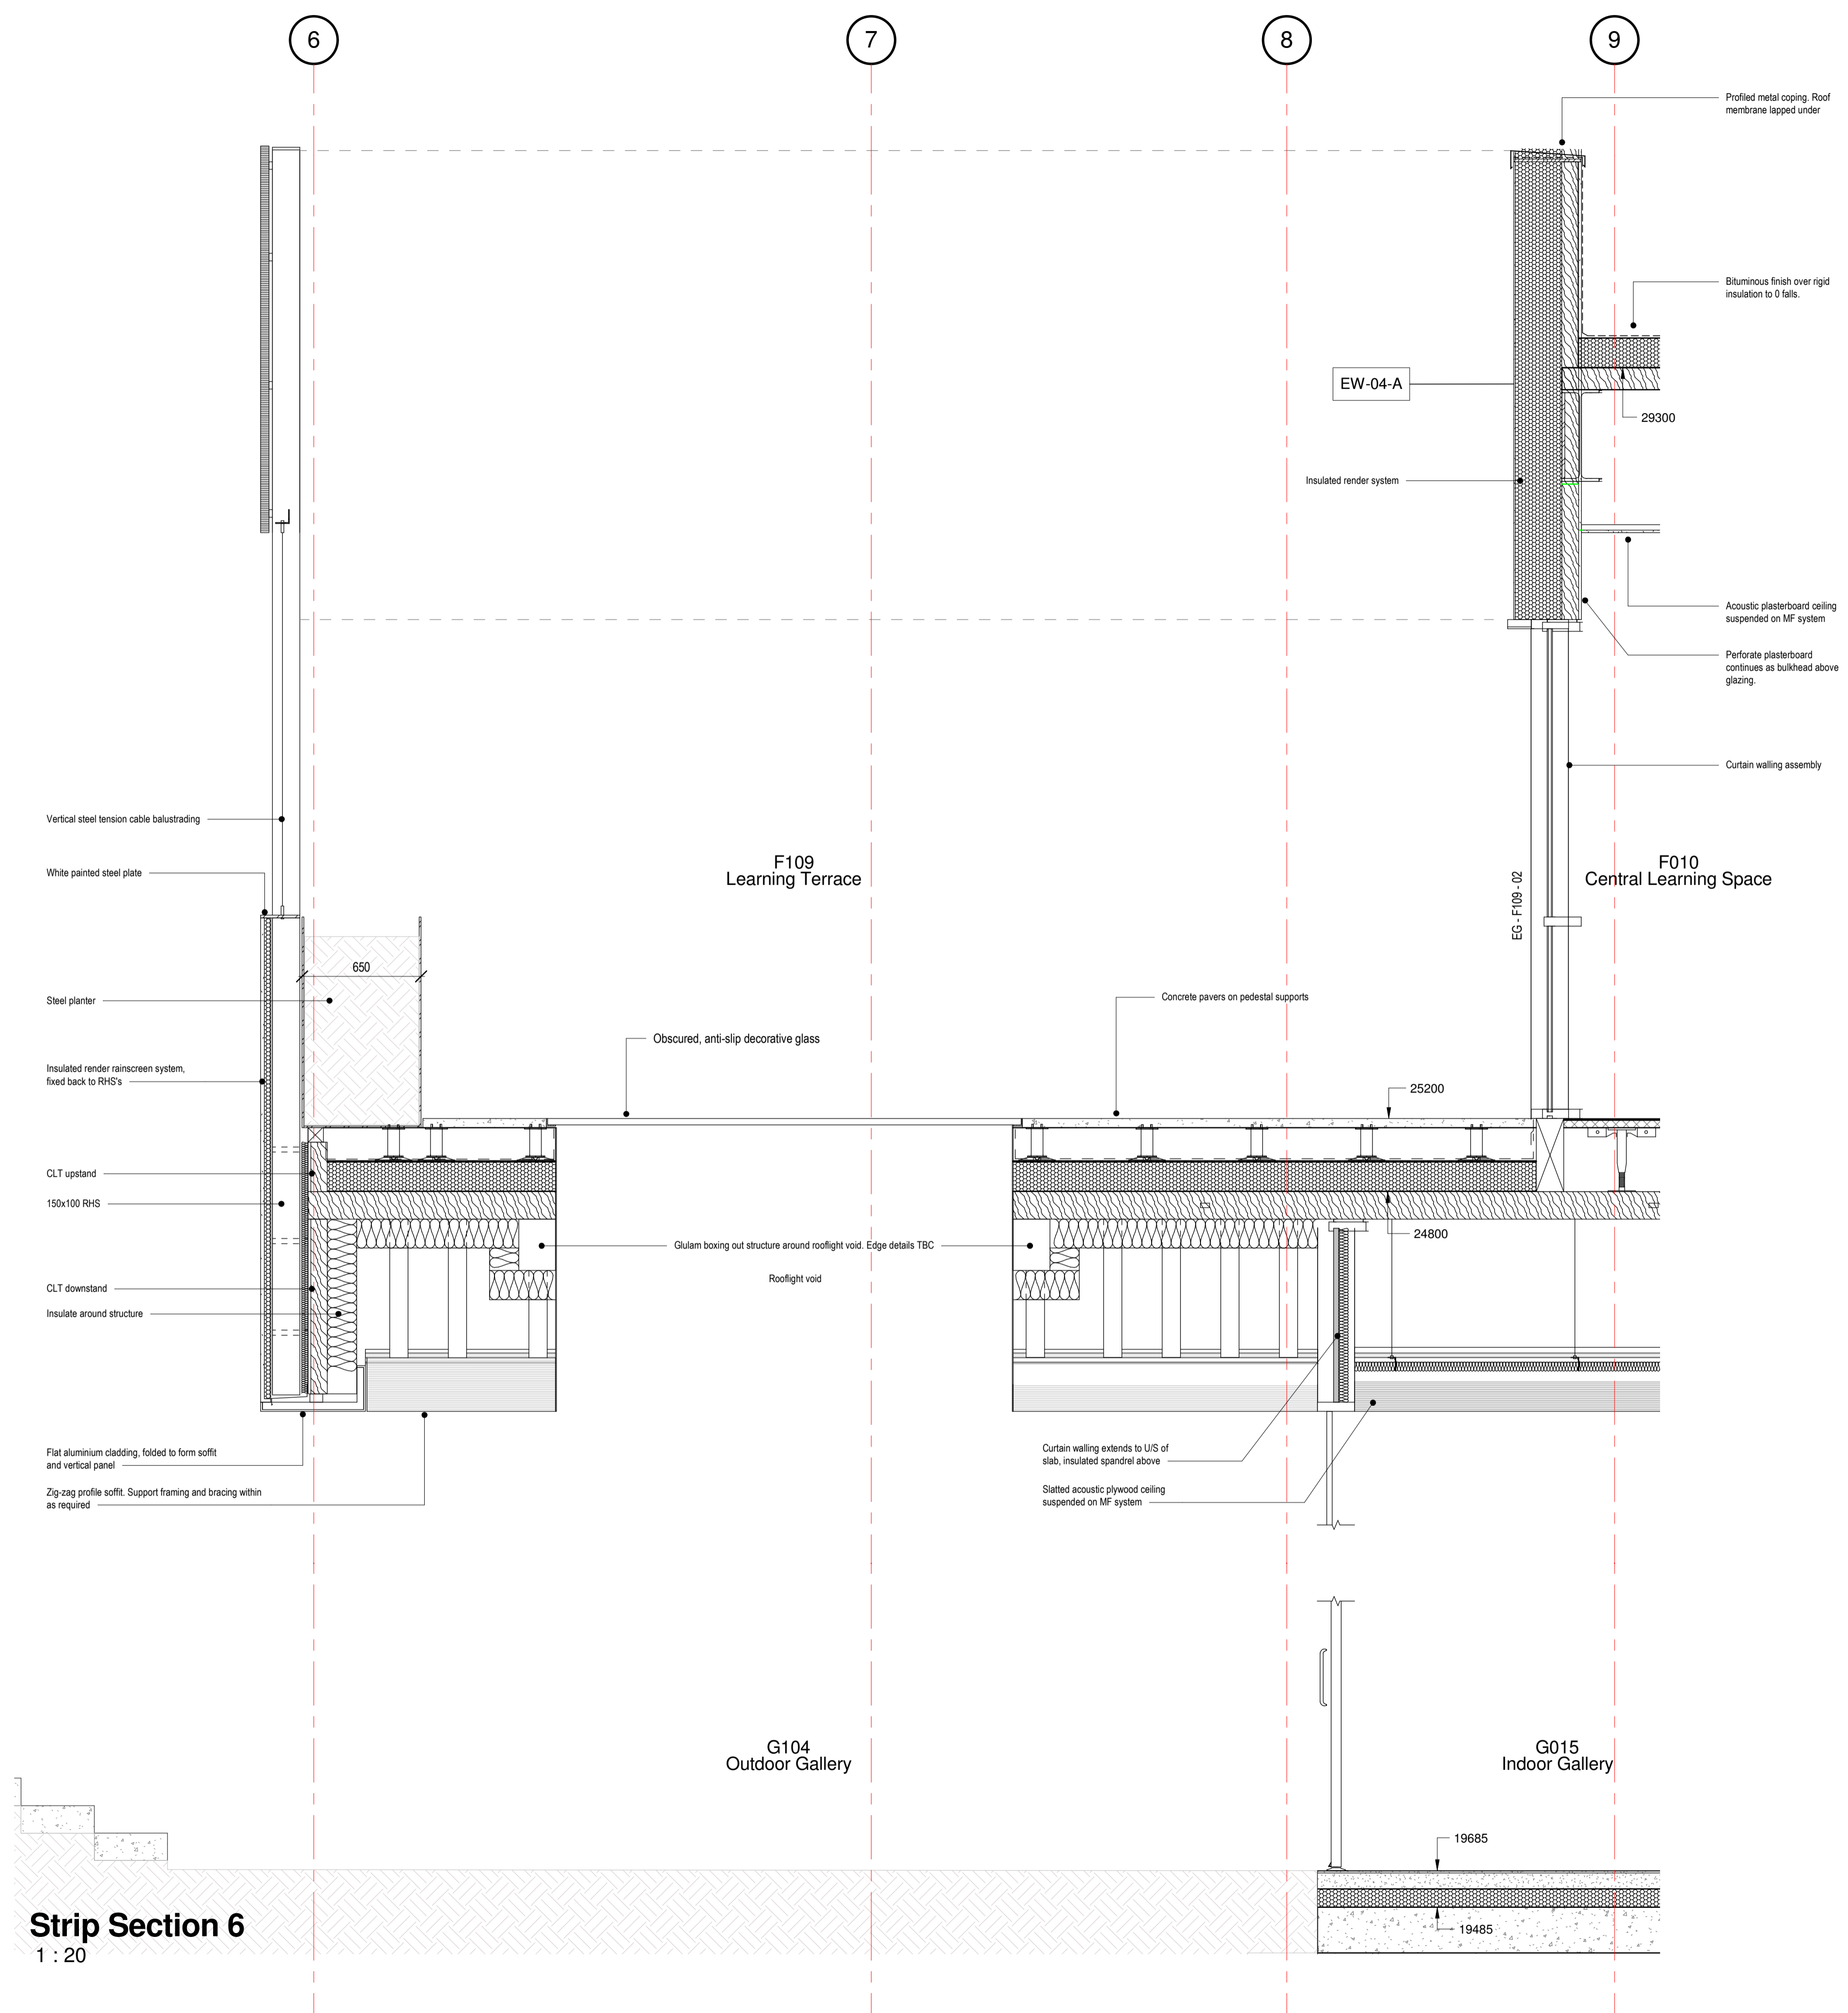 6
7
8
9
Profiled metal coping. Roof
membrane lapped under
Bituminous finish over rigid
insulation to 0 falls.
EW-04-A
29300
Insulated render system
Acoustic plasterboard ceiling
suspended on MF system
Perforate plasterboard
continues as bulkhead above
glazing.
Curtain walling assembly
Vertical steel tension cable balustrading
White painted steel plate
F109
Learning Terrace
F010
Central Learning Space
EG - F109 - 02
650
Steel planter
Concrete pavers on pedestal supports
Obscured, anti-slip decorative glass
Insulated render rainscreen system,
fixed back to RHS's
25200
CLT upstand
150x100 RHS
24800
Glulam boxing out structure around rooflight void. Edge details TBC
Rooflight void
CLT downstand
Insulate around structure
Flat aluminium cladding, folded to form soffit
and vertical panel
Zig-zag profile soffit. Support framing and bracing within
as required
Curtain walling extends to U/S of
slab, insulated spandrel above
Slatted acoustic plywood ceiling
suspended on MF system
G104
Outdoor Gallery
G015
Indoor Gallery
19685
19485
Strip Section 6
1 : 20